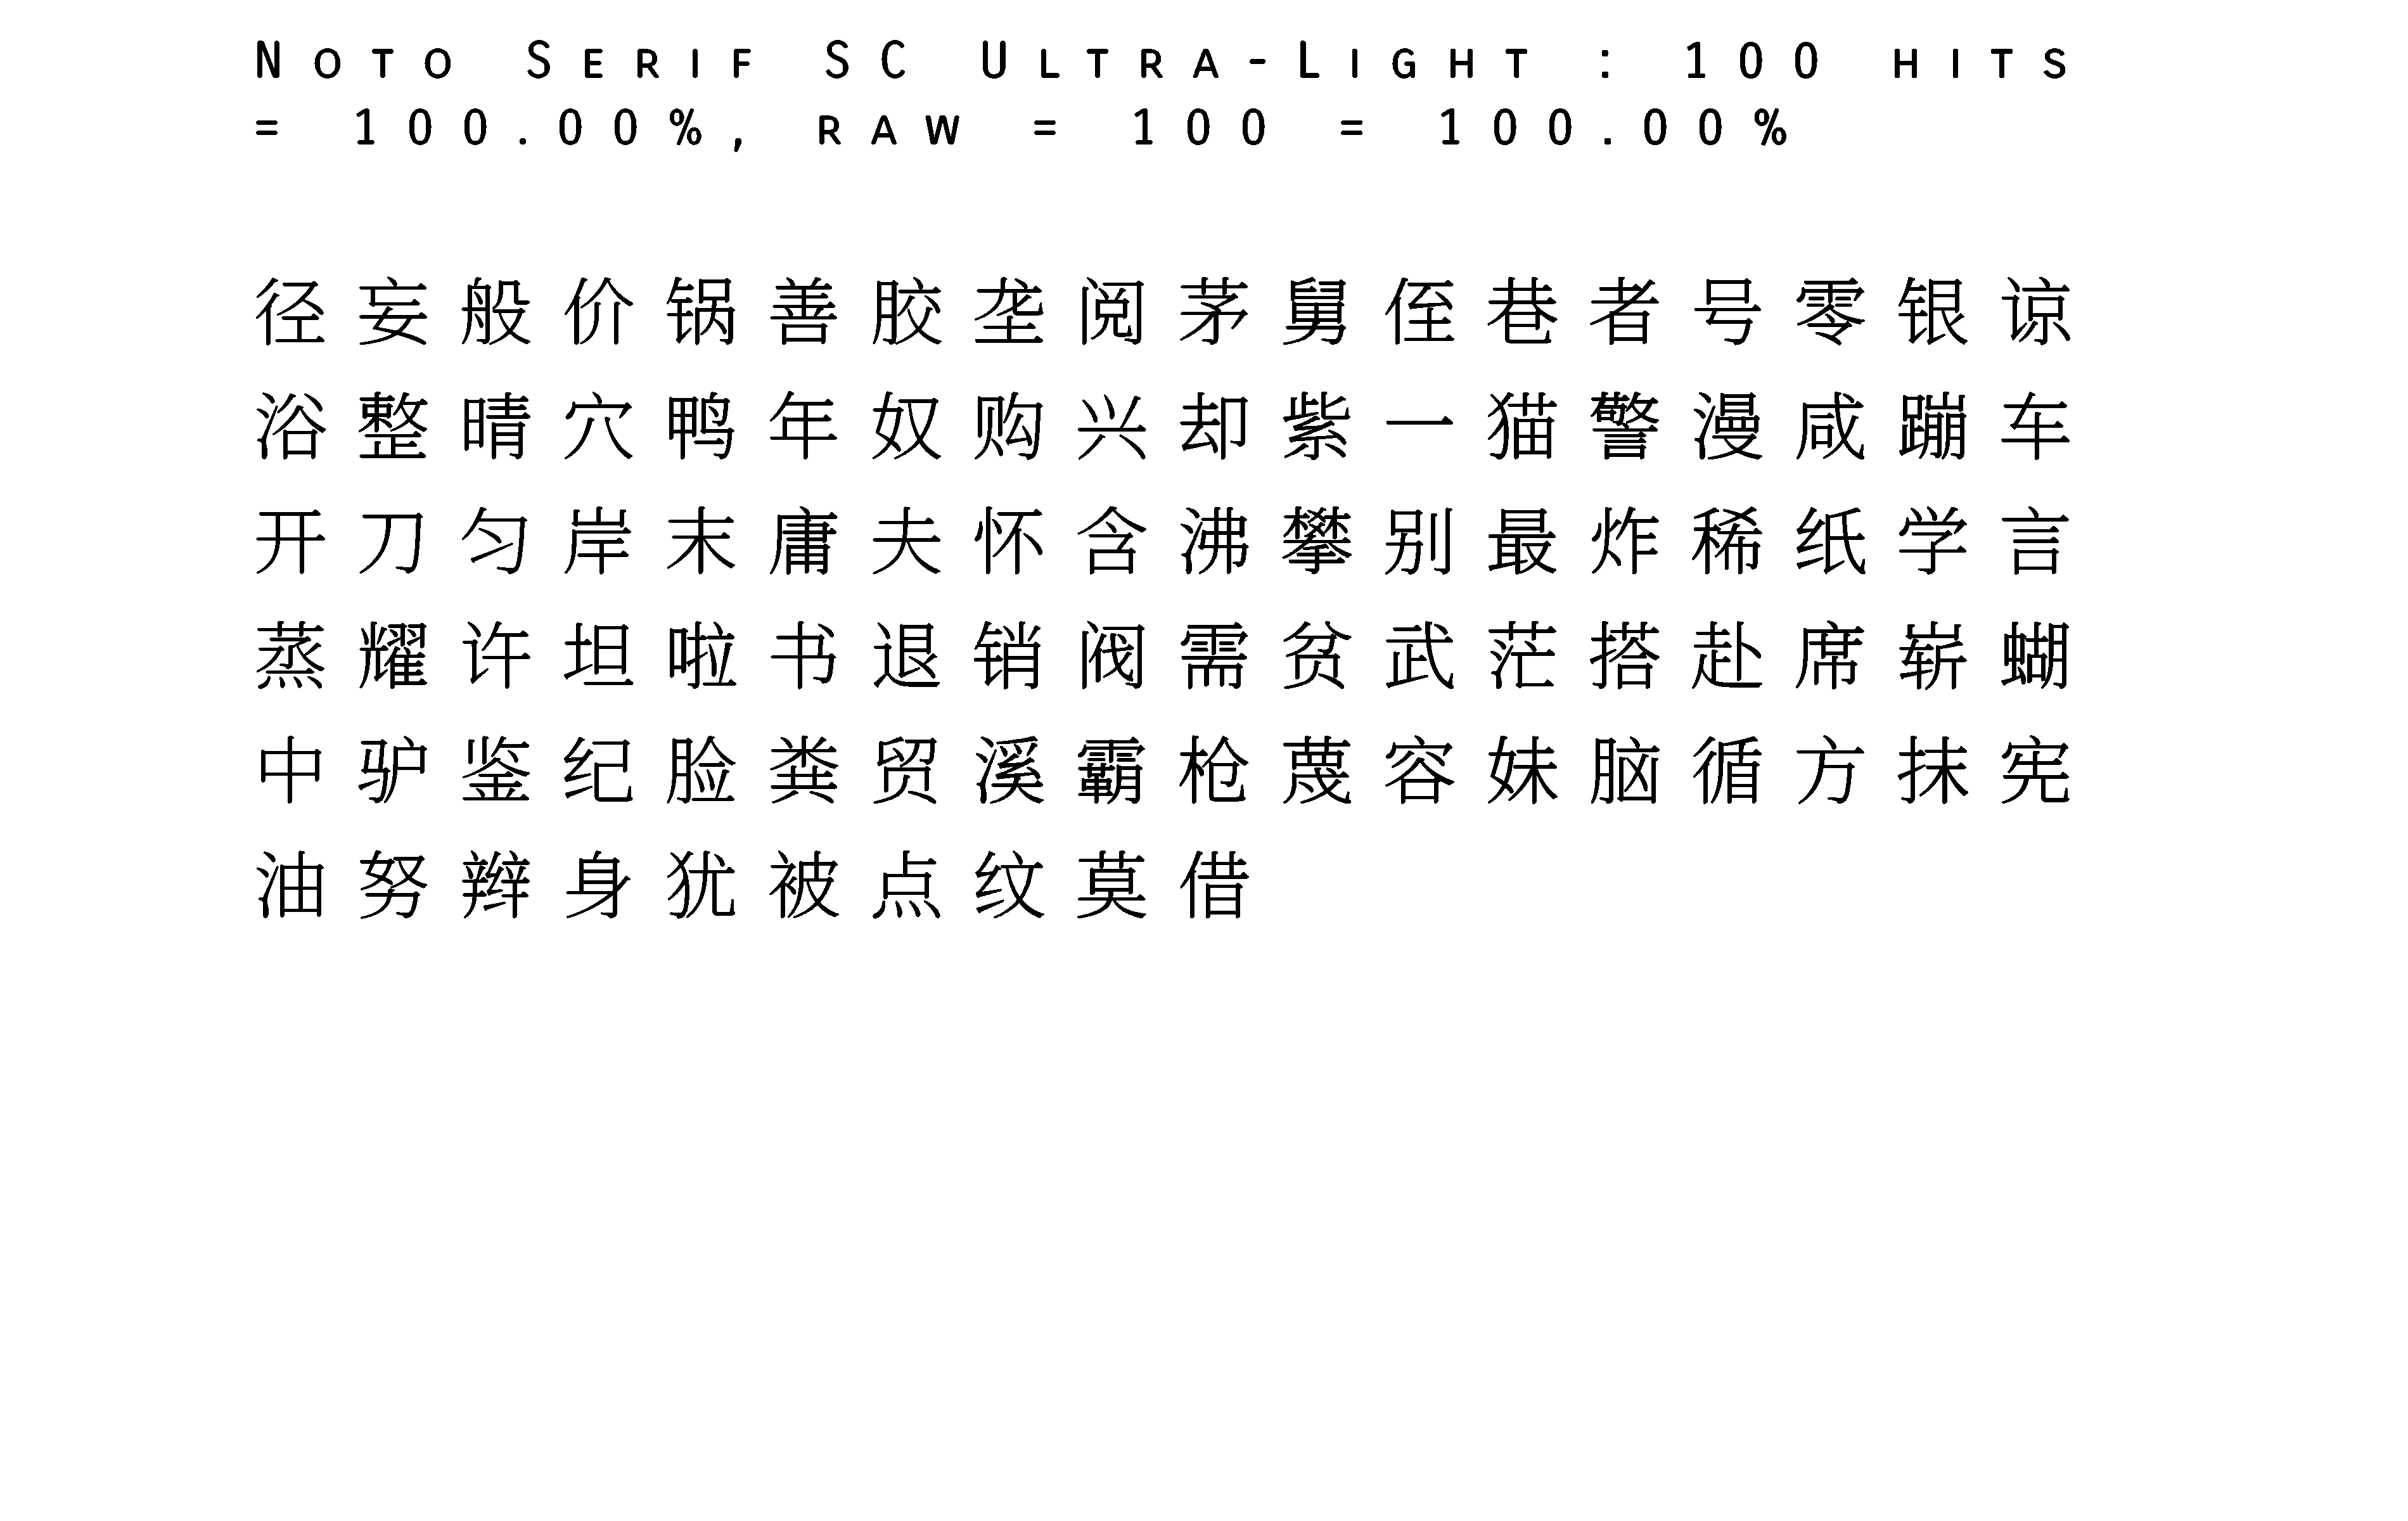 Noto Serif SC Ultra-Light : 100 hits
= 100.00%, raw = 100 = 100.00%
径妄般价锅善胶垄阅茅舅侄巷者号零银谅
浴整晴穴鸭年奴购兴却紫一猫警漫咸蹦车
开刀匀岸末庸夫怀含沸攀别最炸稀纸学言
蒸耀许坦啦书退销阀需贫武茫搭赴席崭蝴
中驴鉴纪脸粪贸溪霸枪蔑容妹脑循方抹宪
油努辫身犹被点纹莫借